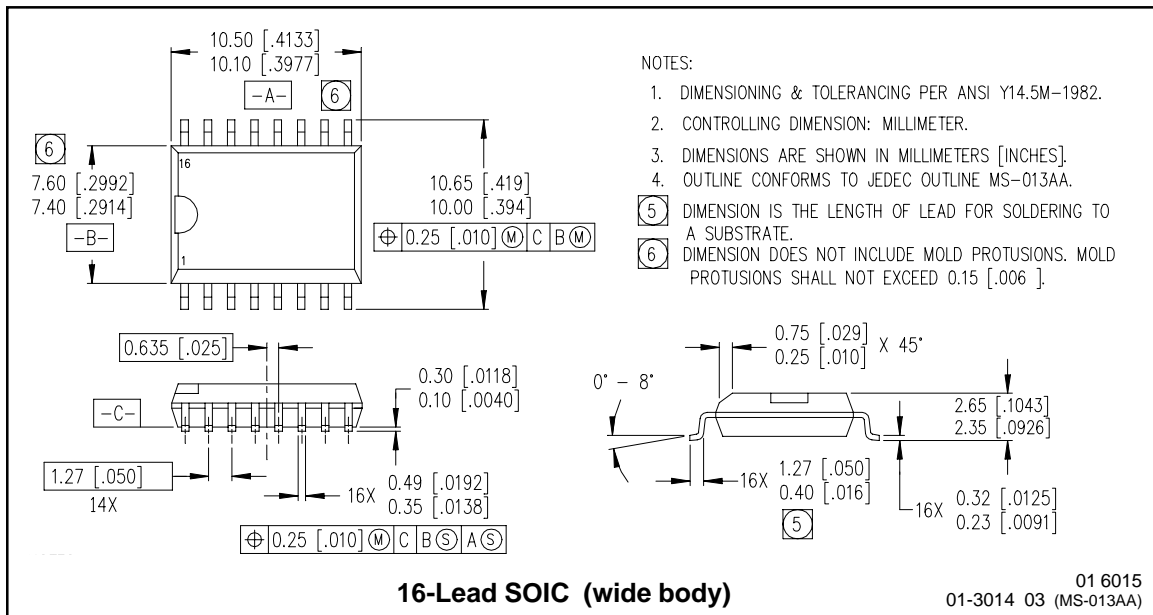 10.50 [.4133]
10.10 [.3977]
-A-
6
6
7.60 [.2992]
7.40 [.2914]
-B-
16
1
10.65 [.419]
10.00 [.394]
⌖ 0.25 [.010] Ⓜ C B Ⓜ
NOTES:
1. DIMENSIONING & TOLERANCING PER ANSI Y14.5M-1982.
2. CONTROLLING DIMENSION: MILLIMETER.
3. DIMENSIONS ARE SHOWN IN MILLIMETERS [INCHES].
4. OUTLINE CONFORMS TO JEDEC OUTLINE MS-013AA.
5 DIMENSION IS THE LENGTH OF LEAD FOR SOLDERING TO
A SUBSTRATE.
6 DIMENSION DOES NOT INCLUDE MOLD PROTUSIONS. MOLD
PROTUSIONS SHALL NOT EXCEED 0.15 [.006 ].
0.635 [.025]
-C-
0.30 [.0118]
0.10 [.0040]
1.27 [.050]
14X
16X 0.49 [.0192]
0.35 [.0138]
⌖ 0.25 [.010] Ⓜ C B Ⓢ A Ⓢ
0.75 [.029]
0.25 [.010] X 45°
0° - 8°
2.65 [.1043]
2.35 [.0926]
16X 1.27 [.050]
0.40 [.016]
5
16X 0.32 [.0125]
0.23 [.0091]
16-Lead SOIC (wide body)
01 6015
01-3014 03 (MS-013AA)